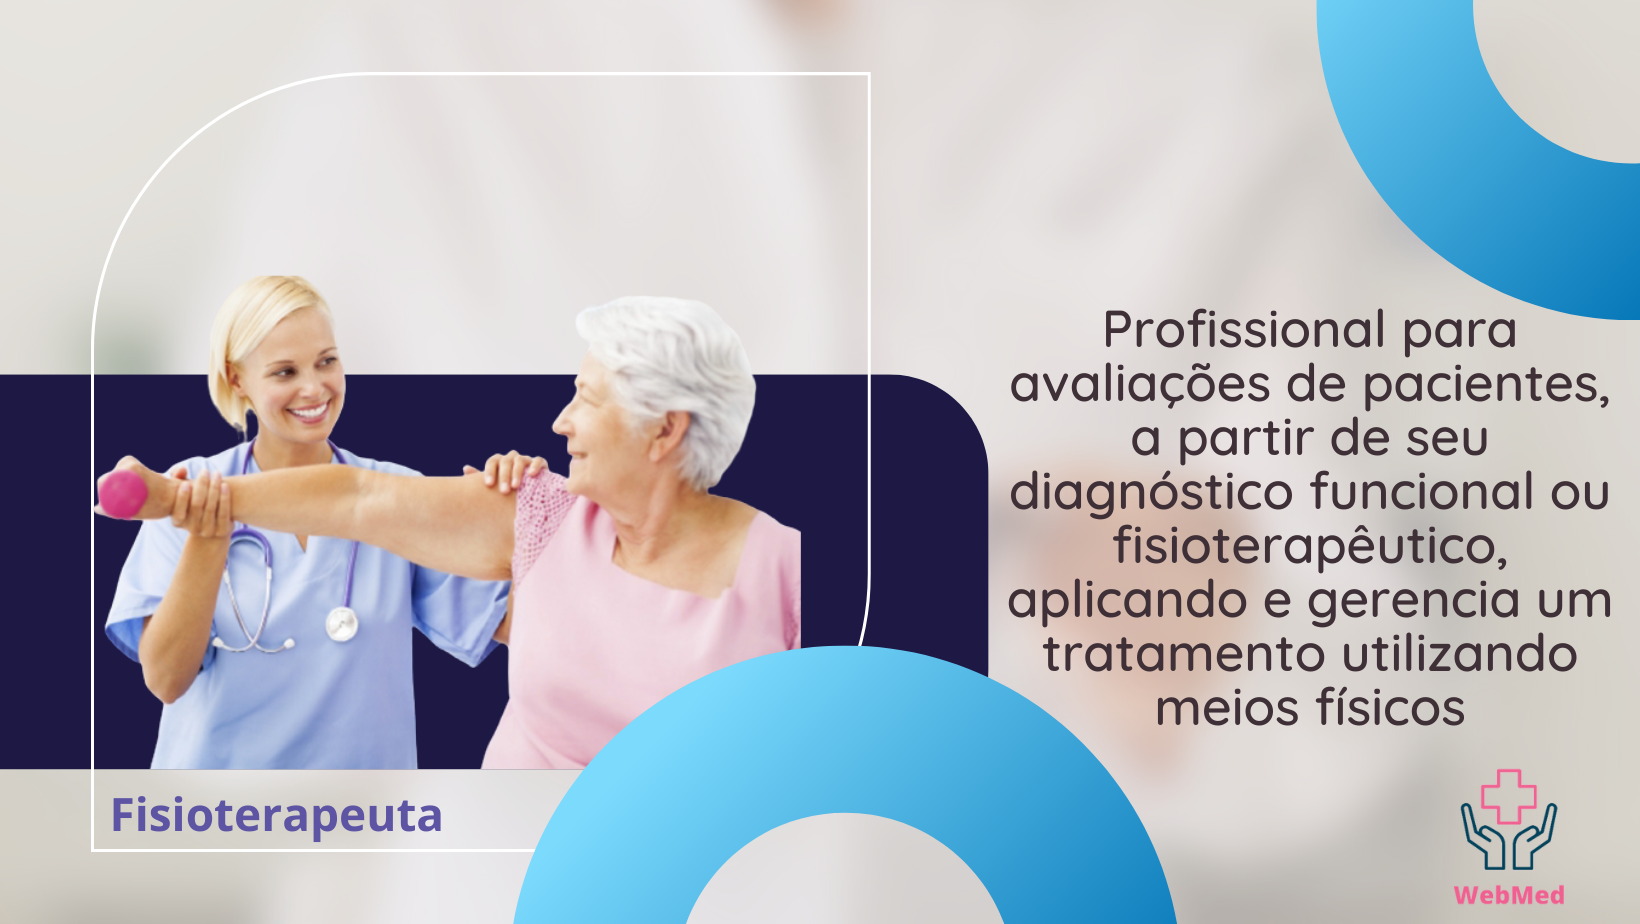 Profissional para
avaliações de pacientes,
a partir de seu
diagnóstico funcional ou
fisioterapêutico,
aplicando e gerencia um
tratamento utilizando
meios físicos
Fisioterapeuta
WebMed